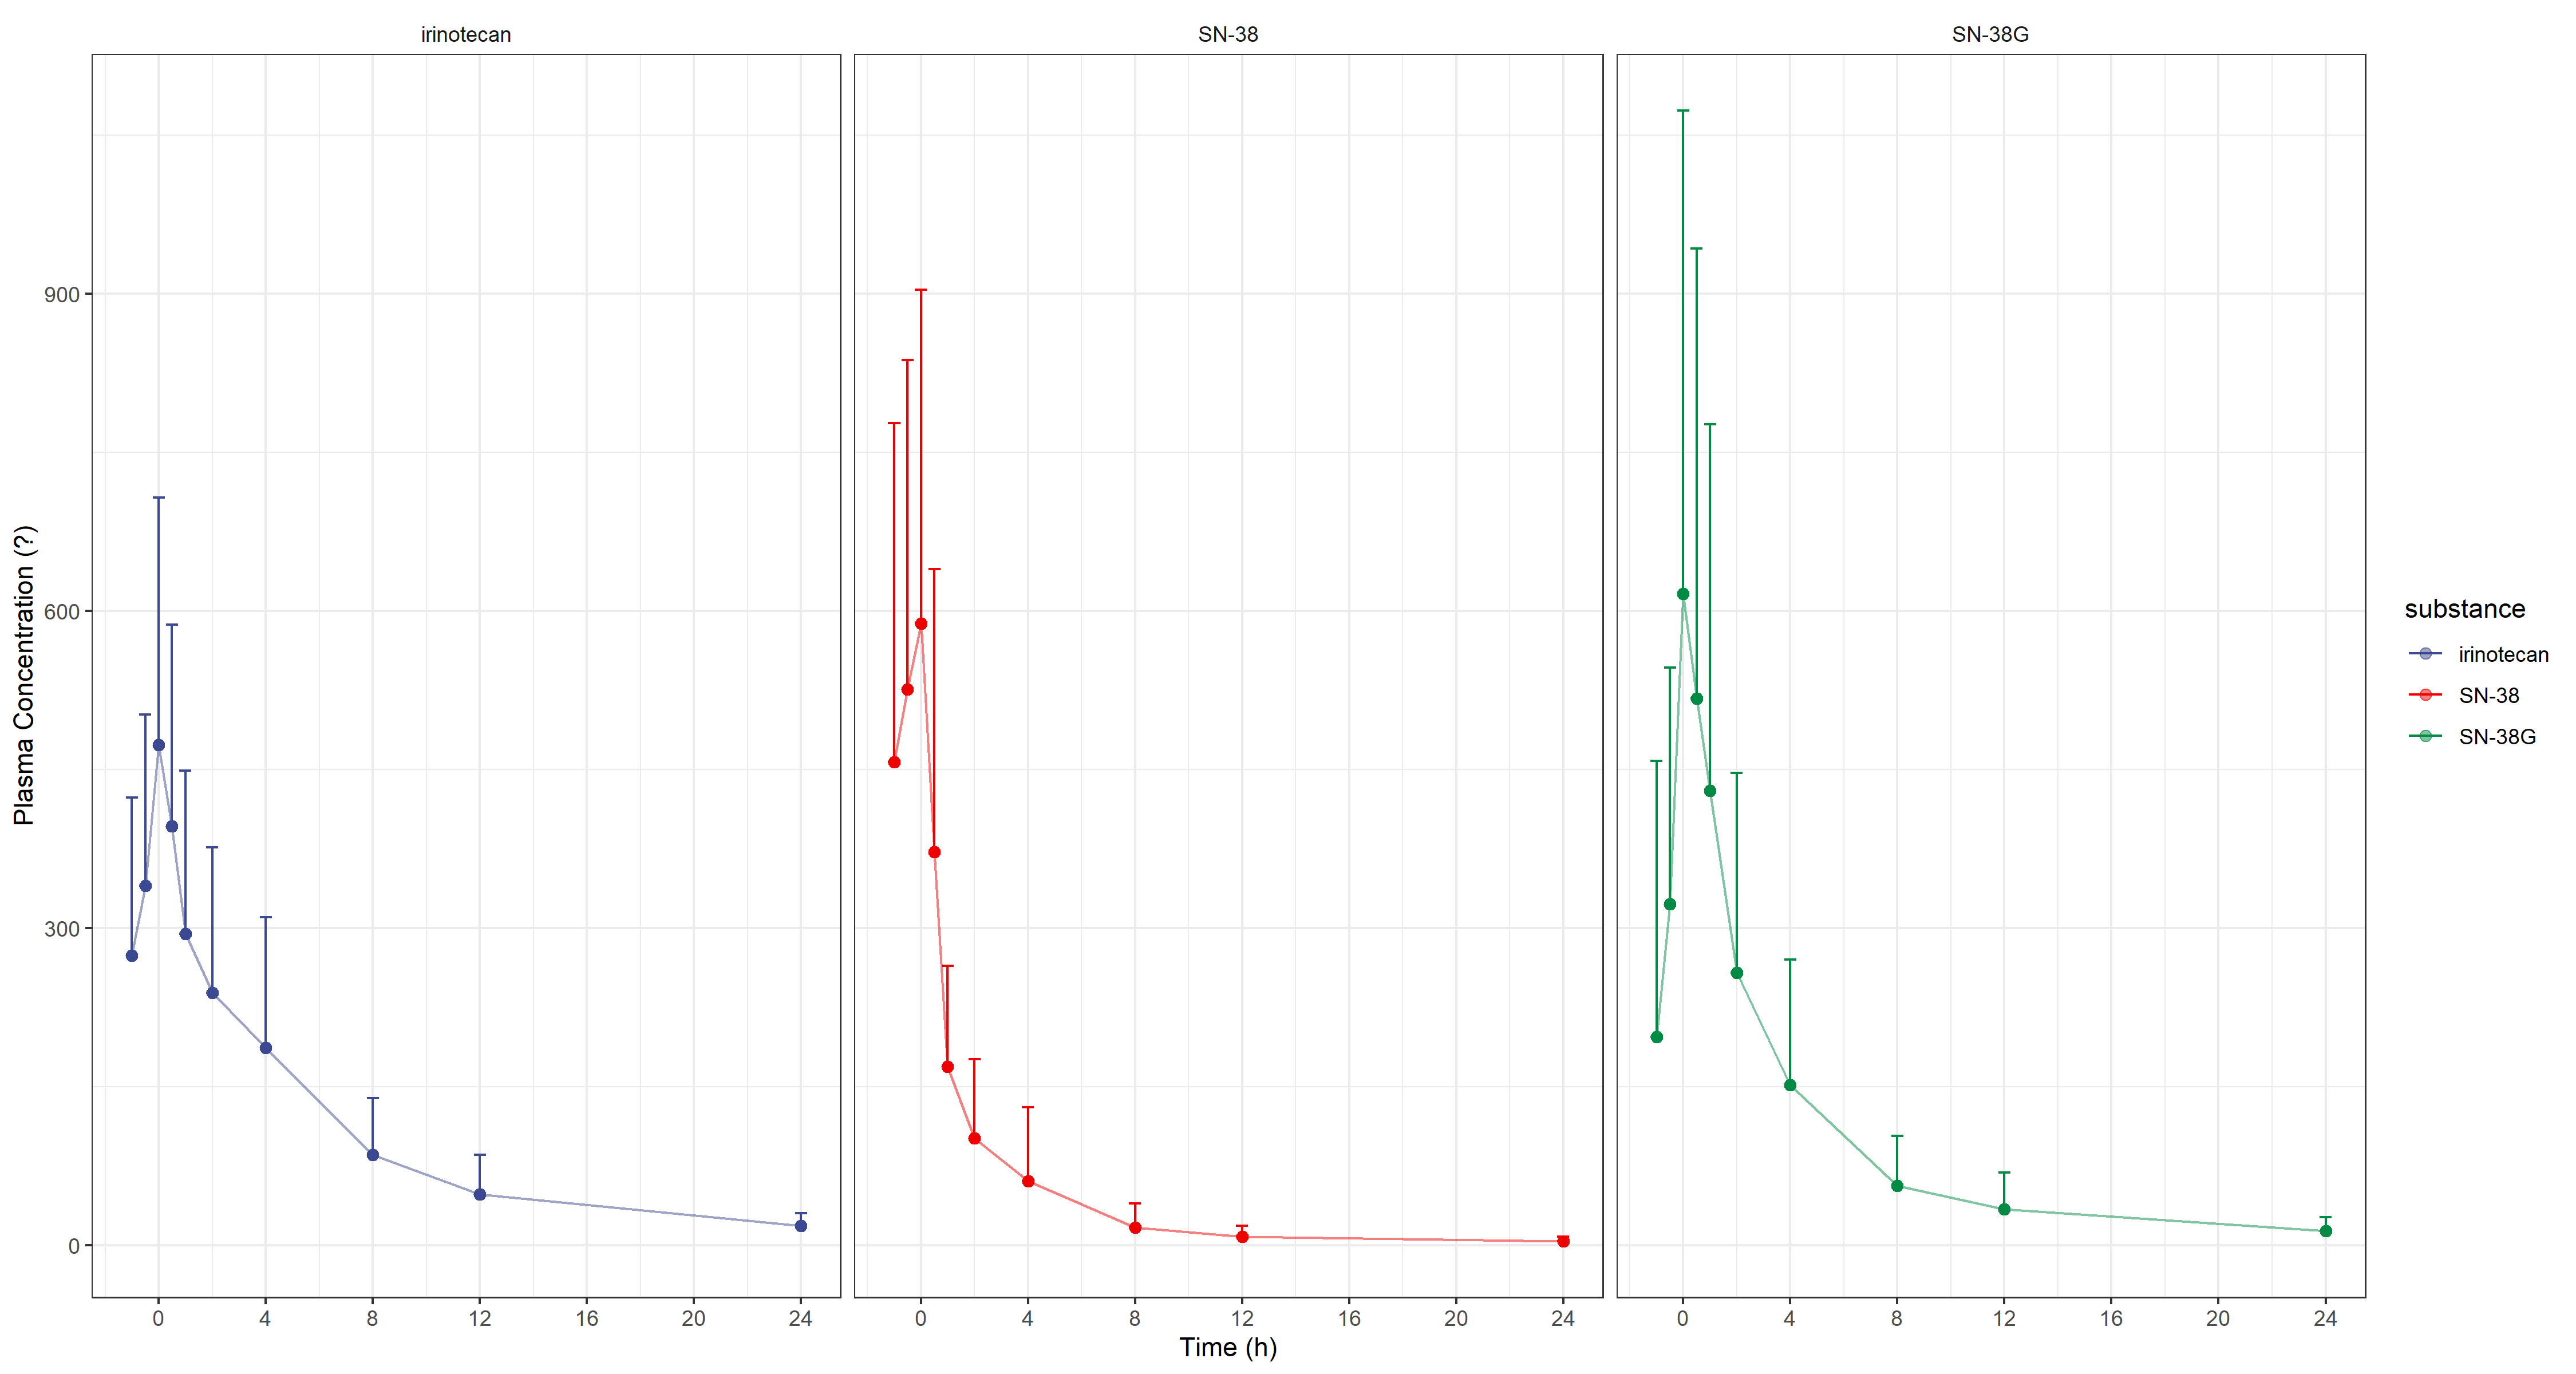 irinotecan
SN-38
SN-38G
Plasma Concentration (?)
900
600
300
0
0 4 8 12 16 20 24
0 4 8 12 16 20 24
0 4 8 12 16 20 24
Time (h)
substance
irinotecan
SN-38
SN-38G